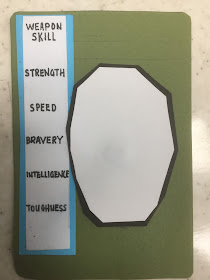 WEAPON
SKILL
STRENGTH
SPEED
BRAVERY
INTELLIGENCE
TOUGHNESS